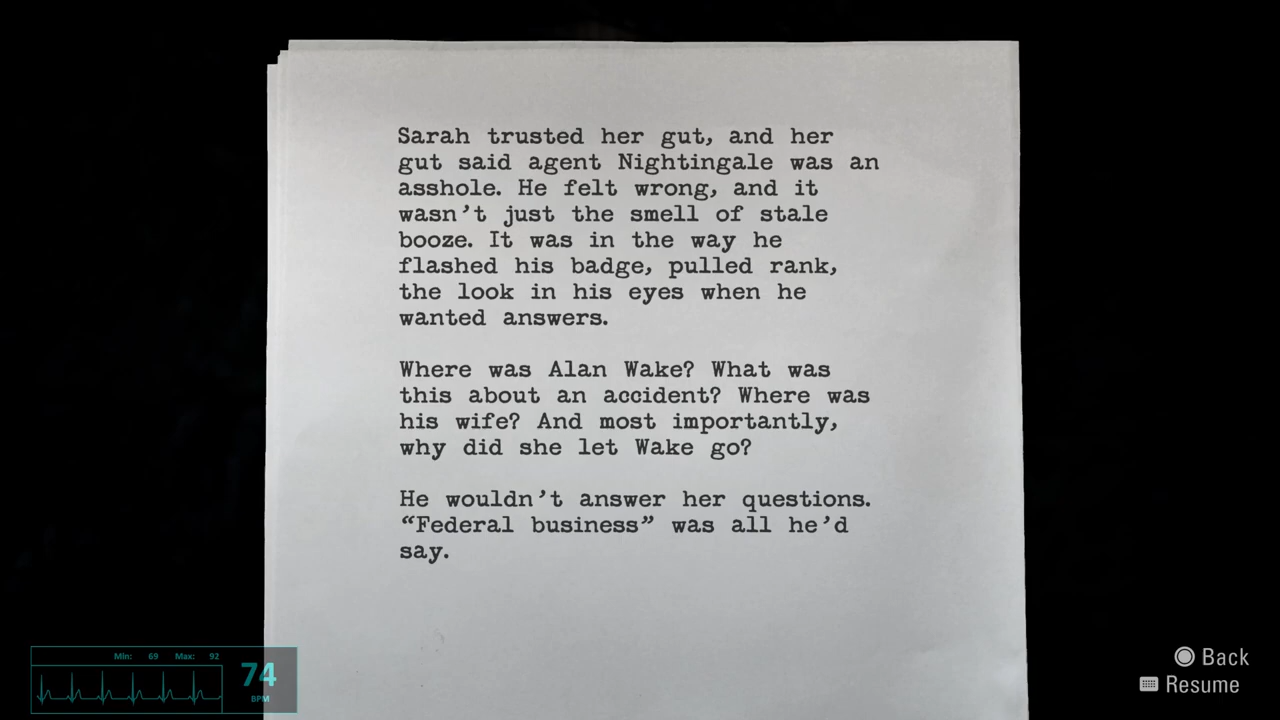 Sarah trusted her gut, and her
gut said agent Nightingale was an
asshole. He felt wrong, and it
wasn’t just the smell of stale
booze. It was in the way he
flashed his badge, pulled rank,
the look in his eyes when he
wanted answers.
Where was Alan Wake? What was
this about an accident? Where was
his wife? And most importantly,
why did she let Wake go?
He wouldn’t answer her questions.
“Federal business” was all he’d
say.
Min: 69 Max: 92
74
BPM
Back
Resume